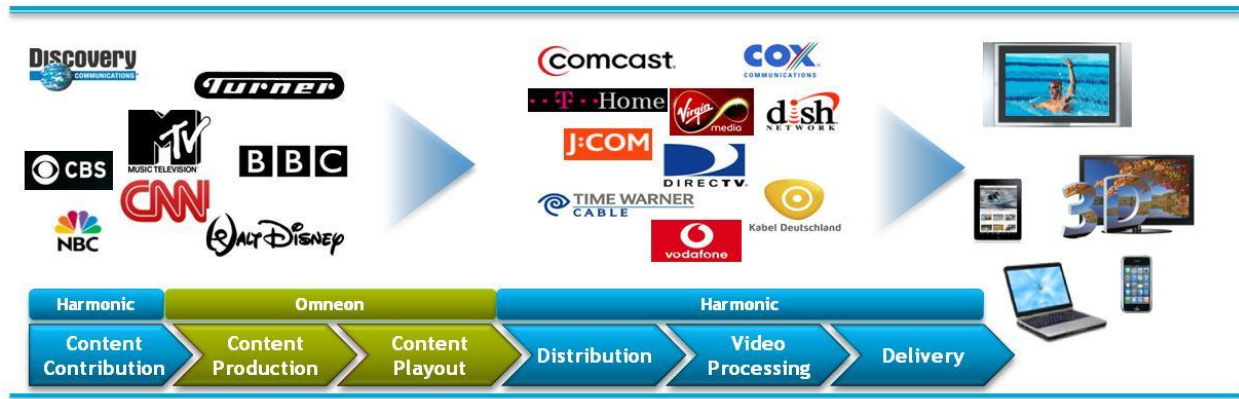 Discovery
COMMUNICATIONS
Turner
MTV
MUSIC TELEVISION
CBS
BBC
CNN
NBC
WALT DISNEY
Comcast.
COX
COMMUNICATIONS
T Home
Virgin
media
dish
NETWORK
J:COM
DIRECTV
TIME WARNER
CABLE
Kabel Deutschland
vodafone
3D
Harmonic
Omneon
Harmonic
Content
Contribution
Content
Production
Content
Playout
Distribution
Video
Processing
Delivery